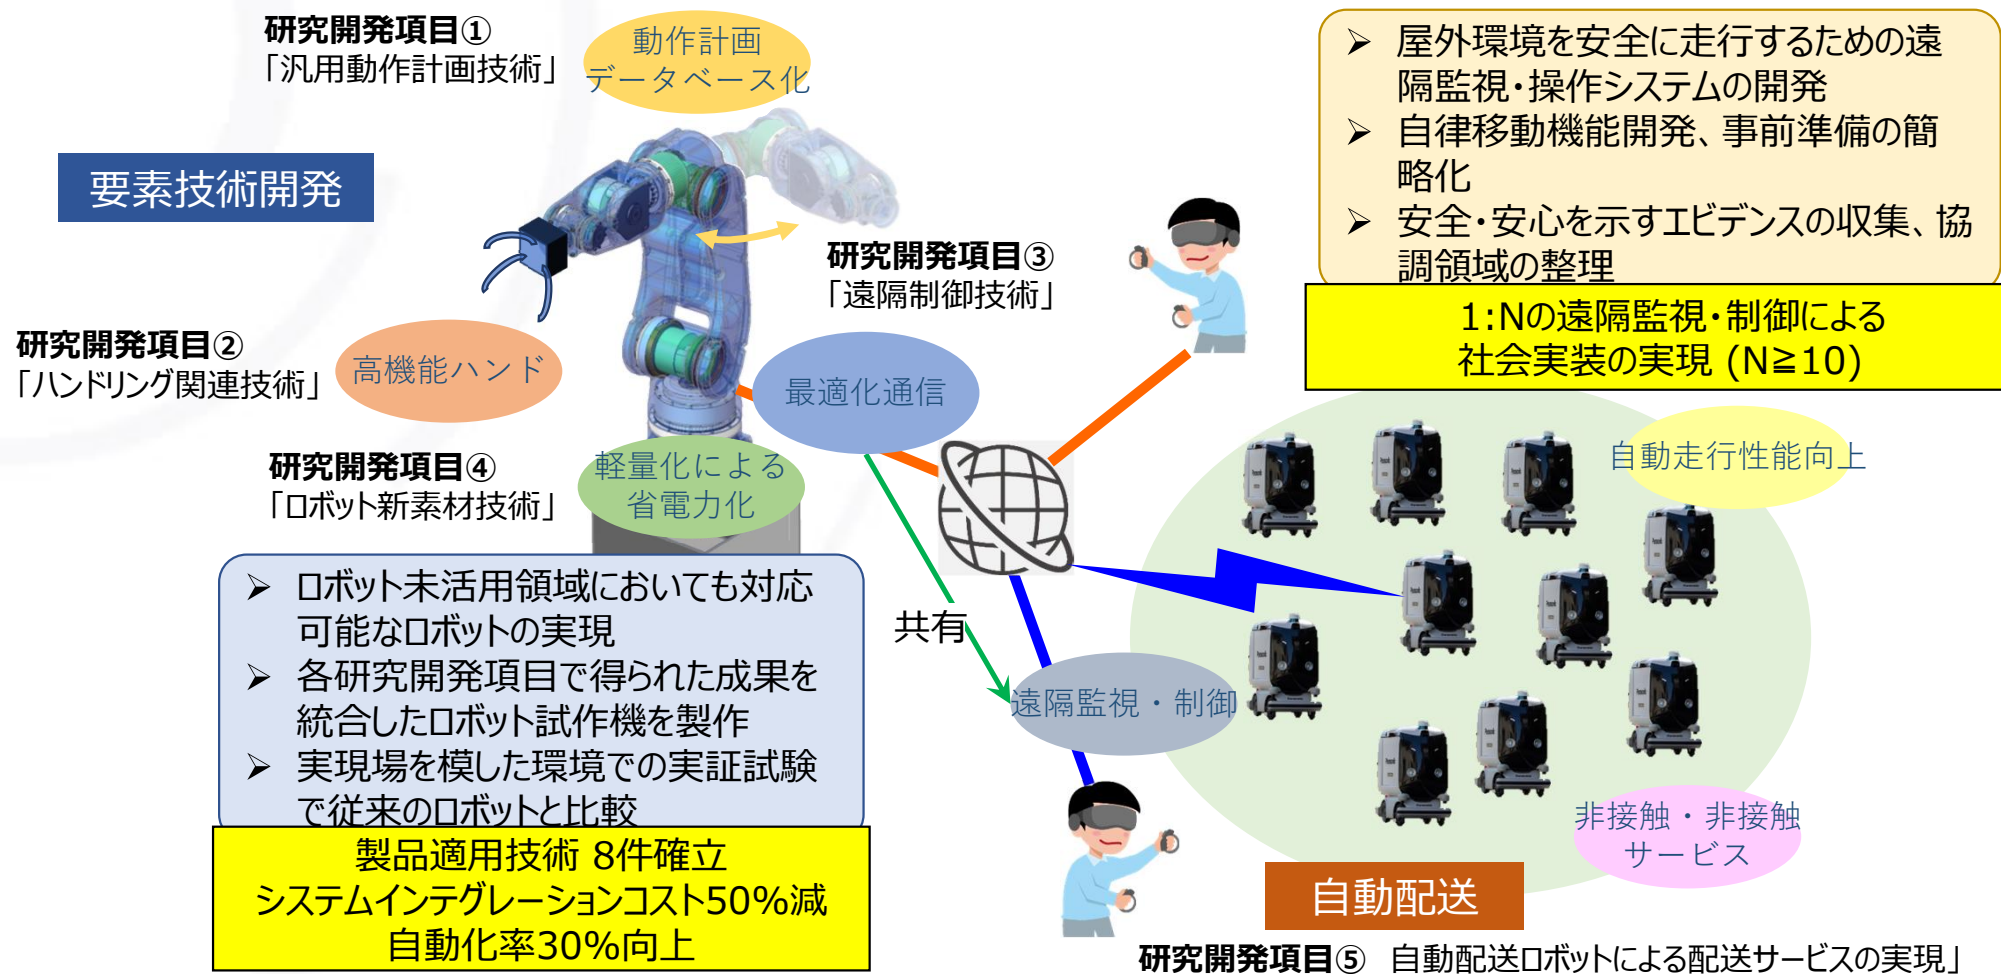 研究開発項目①
「汎用動作計画技術」
動作計画
データベース化
要素技術開発
研究開発項目③
「遠隔制御技術」
研究開発項目②
「ハンドリング関連技術」
高機能ハンド
最適化通信
研究開発項目④
「ロボット新素材技術」
軽量化による
省電力化
➢ ロボット未活用領域においても対応
可能なロボットの実現
➢ 各研究開発項目で得られた成果を
統合したロボット試作機を製作
➢ 実現場を模した環境での実証試験
で従来のロボットと比較
製品適用技術 8件確立
システムインテグレーションコスト50%減
自動化率30%向上
共有
遠隔監視・制御
➢ 屋外環境を安全に走行するための遠
隔監視・操作システムの開発
➢ 自律移動機能開発、事前準備の簡
略化
➢ 安全・安心を示すエビデンスの収集、協
調領域の整理
1:Nの遠隔監視・制御による
社会実装の実現 (N≧10)
自動走行性能向上
非接触・非接触
サービス
自動配送
研究開発項目⑤ 自動配送ロボットによる配送サービスの実現」